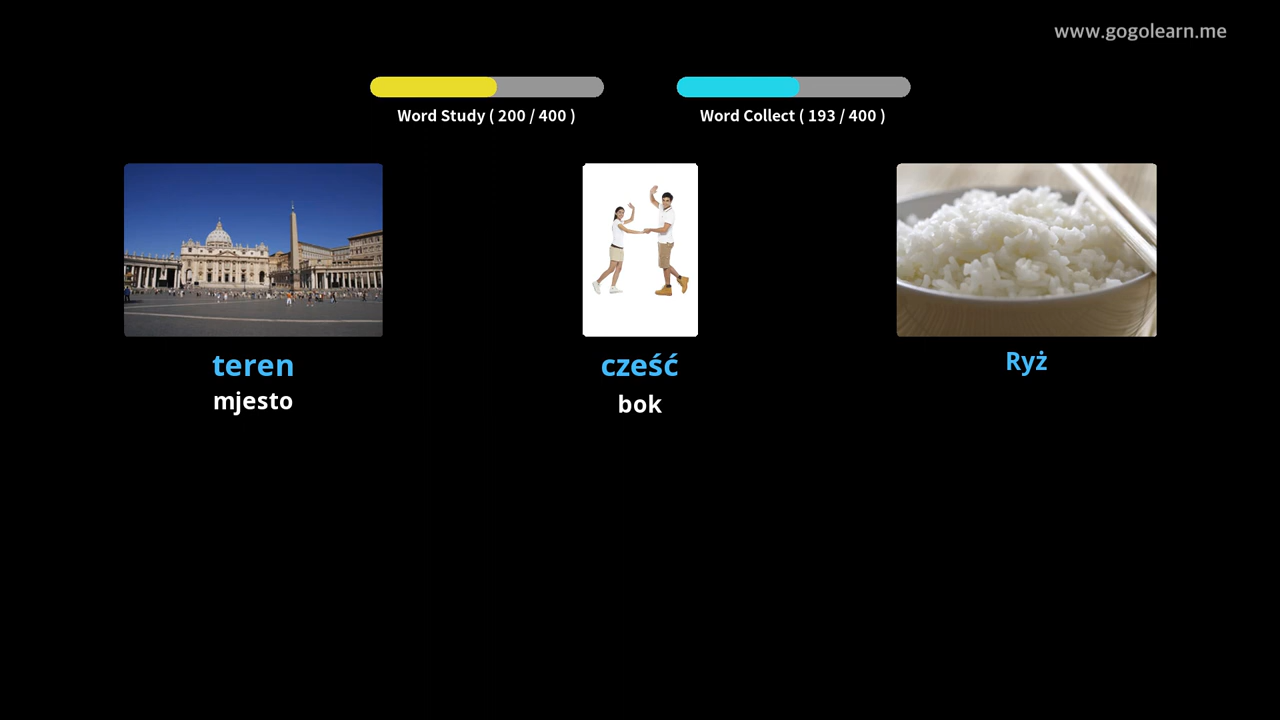 www.gogolearn.me
Word Study ( 200 / 400 )
Word Collect ( 193 / 400 )
teren
mjesto
cześć
bok
Ryż